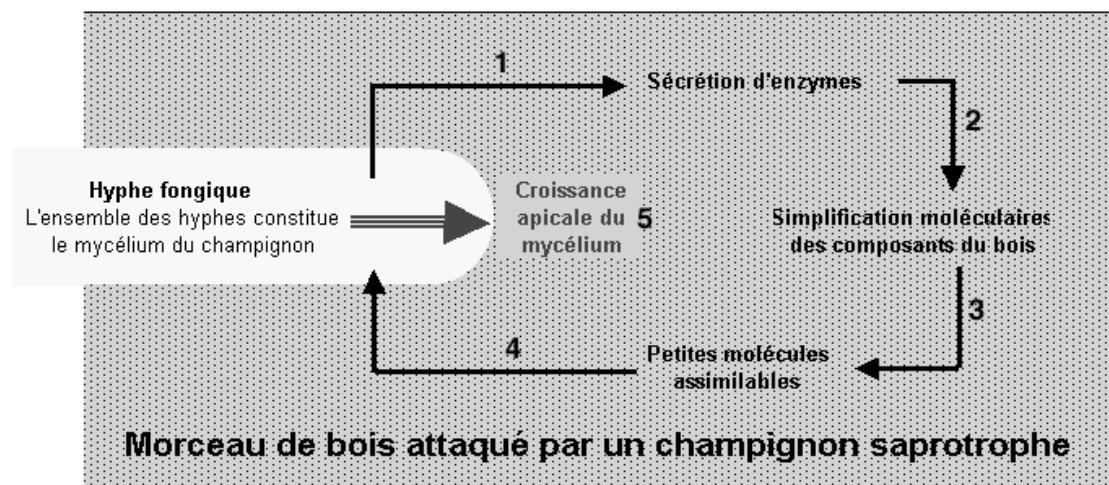 1
Sécrétion d'enzymes
2
Hyphe fongique
L'ensemble des hyphes constitue
le mycélium du champignon
Croissance
apicale du
mycélium
5
Simplification moléculaires
des composants du bois
3
4
Petites molécules
assimilables
Morceau de bois attaqué par un champignon saprotrophe